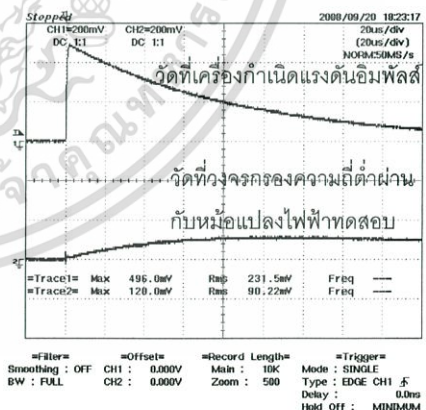 Stopped 2008/09/20 18:23:17
CH1=200mV CH2=200mV 20us/div
DC 1:1 DC 1:1 (20us/div)
NORM:50MS/s
วัดที่เครื่องกำเนิดแรงดันอิมพัลส์
วัดที่วงจรกรองความถี่ต่ำผ่าน
กับหม้อแปลงไฟฟ้าทดสอบ
=Trace1= Max 496.0mV Rms 231.5mV Freq ----
=Trace2= Max 120.0mV Rms 90.22mV Freq ----
=Filter= =Offset= =Record Length= =Trigger=
Smoothing : OFF CH1 : 0.000V Main : 10K Mode : SINGLE
BW : FULL CH2 : 0.000V Zoom : 500 Type : EDGE CH1
Delay : 0.0ns
Hold Off : MINIMUM